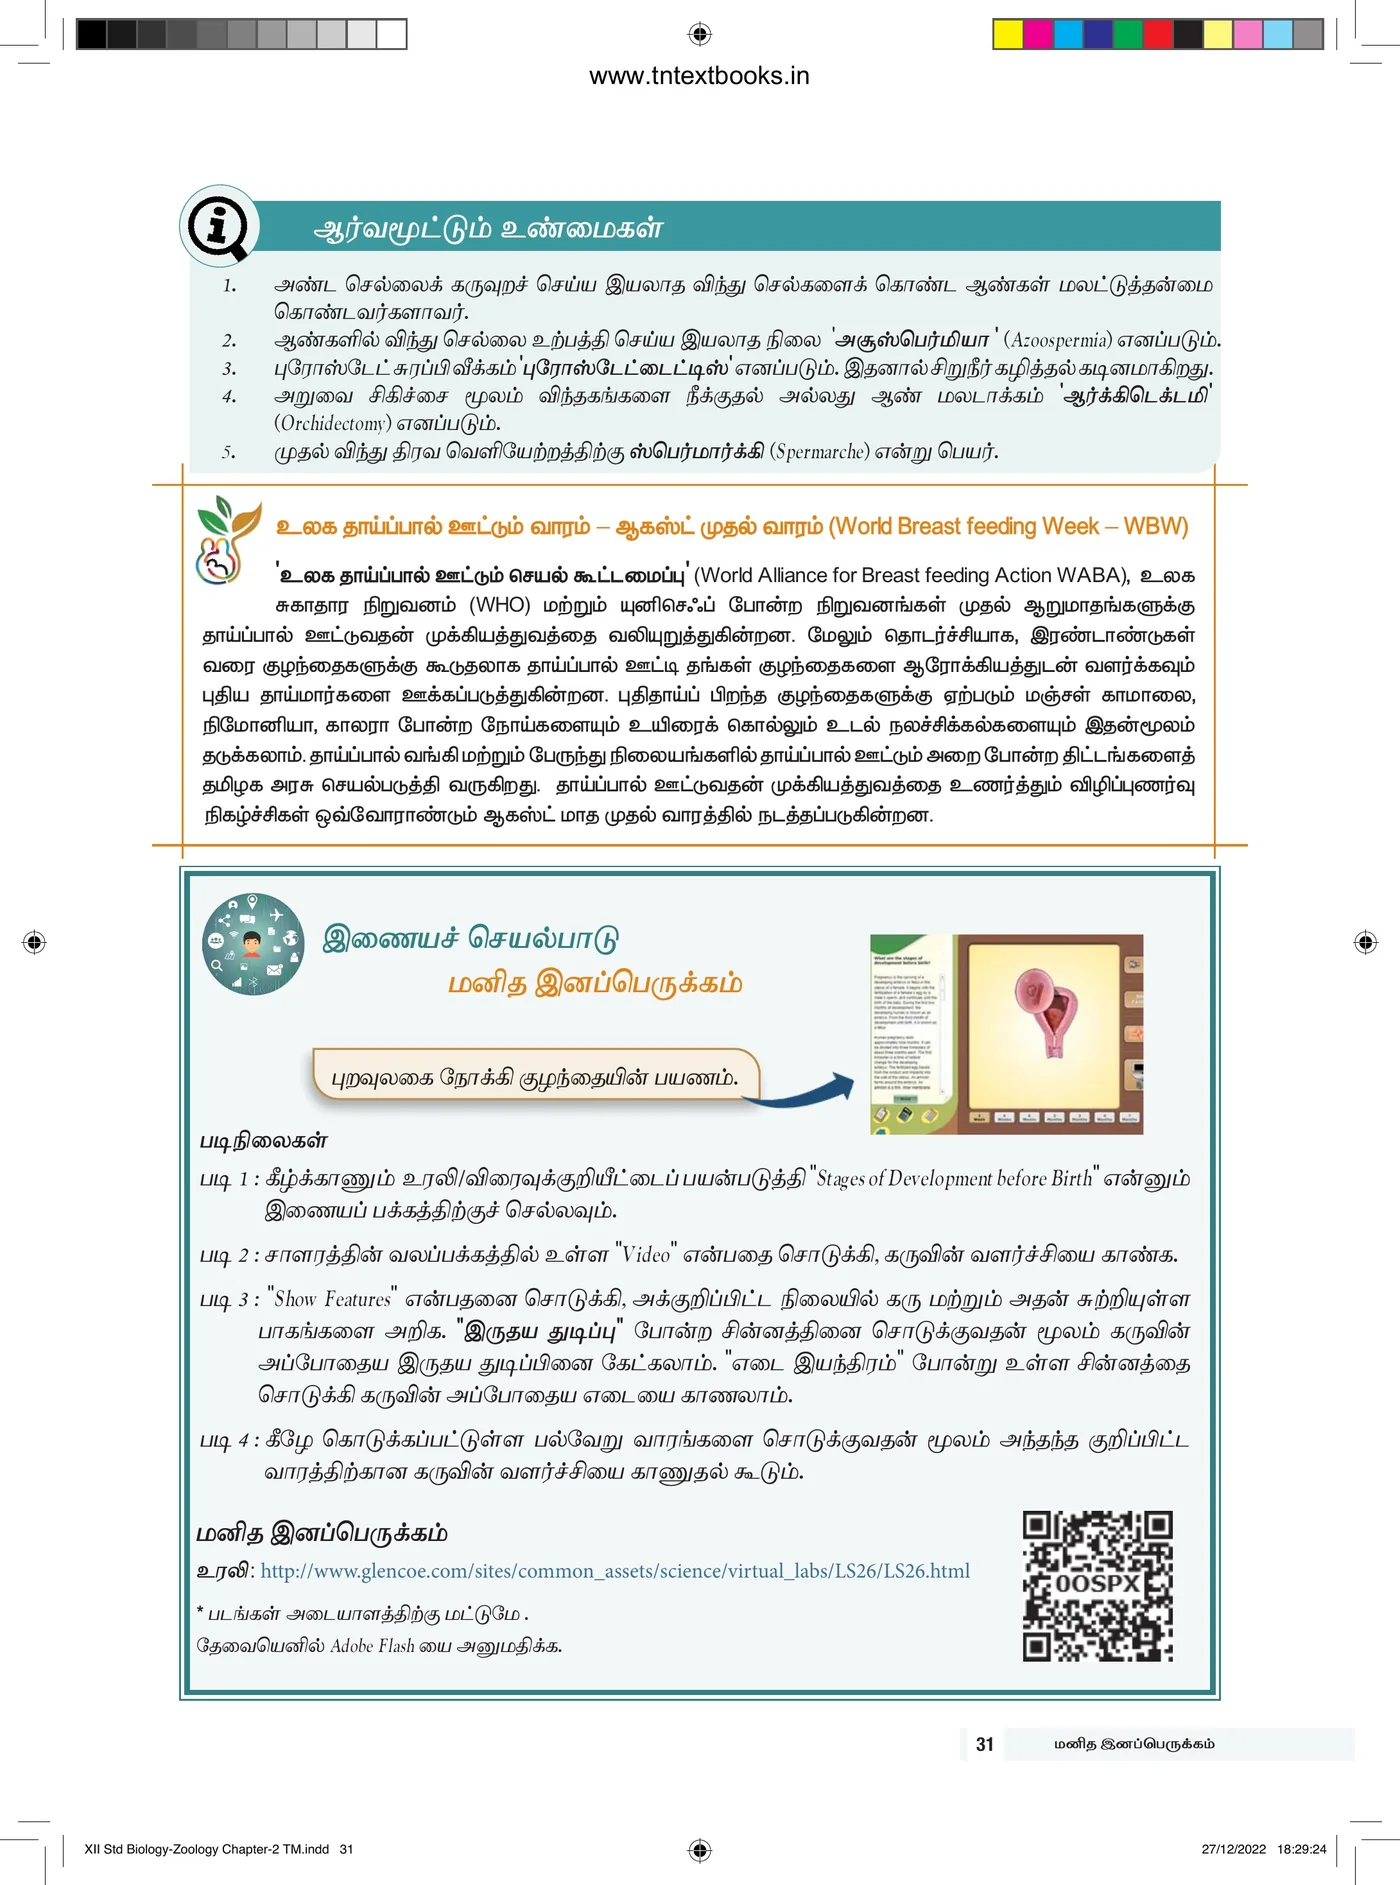 www.tntextbooks.in
ஆர்வமூட்டும் உண்மைகள்
1. அண்ட செல்லைக் கருவுறச் செய்ய இயலாத விந்து செல்களைக் கொண்ட ஆண்கள் மலட்டுத்தன்மை
கொண்டவர்களாவர்.
2. ஆண்களில் விந்து செல்லை உற்பத்தி செய்ய இயலாத நிலை 'அசூஸ்பெர்மியா ' (Azoospermia) எனப்படும்.
3. புரோஸ்டேட் சுரப்பி வீக்கம் 'புரோஸ்டேட்டைட்டிஸ்' எனப்படும். இதனால் சிறுநீர் கழித்தல் கடினமாகிறது.
4. அறுவை சிகிச்சை மூலம் விந்தகங்களை நீக்குதல் அல்லது ஆண் மலடாக்கம் 'ஆர்க்கிடெக்டமி'
(Orchidectomy) எனப்படும்.
5. முதல் விந்து திரவ வெளியேற்றத்திற்கு ஸ்பெர்மார்க்கி (Spermarche) என்று பெயர்.
உலக தாய்ப்பால் ஊட்டும் வாரம் – ஆகஸ்ட் முதல் வாரம் (World Breast feeding Week – WBW)
'உலக தாய்ப்பால் ஊட்டும் செயல் கூட்டமைப்பு' (World Alliance for Breast feeding Action WABA), உலக
சுகாதார நிறுவனம் (WHO) மற்றும் யுனிசெஃப் போன்ற நிறுவனங்கள் முதல் ஆறுமாதங்களுக்கு
தாய்ப்பால் ஊட்டுவதன் முக்கியத்துவத்தை வலியுறுத்துகின்றன. மேலும் தொடர்ச்சியாக, இரண்டாண்டுகள்
வரை குழந்தைகளுக்கு கூடுதலாக தாய்ப்பால் ஊட்டி தங்கள் குழந்தைகளை ஆரோக்கியத்துடன் வளர்க்கவும்
புதிய தாய்மார்களை ஊக்கப்படுத்துகின்றன. புதிதாய்ப் பிறந்த குழந்தைகளுக்கு ஏற்படும் மஞ்சள் காமாலை,
நிமோனியா, காலரா போன்ற நோய்களையும் உயிரைக் கொல்லும் உடல் நலச்சிக்கல்களையும் இதன்மூலம்
தடுக்கலாம். தாய்ப்பால் வங்கி மற்றும் பேருந்து நிலையங்களில் தாய்ப்பால் ஊட்டும் அறை போன்ற திட்டங்களைத்
தமிழக அரசு செயல்படுத்தி வருகிறது. தாய்ப்பால் ஊட்டுவதன் முக்கியத்துவத்தை உணர்த்தும் விழிப்புணர்வு
நிகழ்ச்சிகள் ஒவ்வோராண்டும் ஆகஸ்ட் மாத முதல் வாரத்தில் நடத்தப்படுகின்றன.
இணையச் செயல்பாடு
மனித இனப்பெருக்கம்
What are the stages of
development before birth?
புறவுலகை நோக்கி குழந்தையின் பயணம்.
படிநிலைகள்
படி 1 : கீழ்க்காணும் உரலி/விரைவுக்குறியீட்டைப் பயன்படுத்தி "Stages of Development before Birth" என்னும்
இணையப் பக்கத்திற்குச் செல்லவும்.
படி 2 : சாளரத்தின் வலப்பக்கத்தில் உள்ள "Video" என்பதை சொடுக்கி, கருவின் வளர்ச்சியை காண்க.
படி 3 : "Show Features" என்பதனை சொடுக்கி, அக்குறிப்பிட்ட நிலையில் கரு மற்றும் அதன் சுற்றியுள்ள
பாகங்களை அறிக. "இருதய துடிப்பு" போன்ற சின்னத்தினை சொடுக்குவதன் மூலம் கருவின்
அப்போதைய இருதய துடிப்பினை கேட்கலாம். "எடை இயந்திரம்" போன்று உள்ள சின்னத்தை
சொடுக்கி கருவின் அப்போதைய எடையை காணலாம்.
படி 4 : கீழே கொடுக்கப்பட்டுள்ள பல்வேறு வாரங்களை சொடுக்குவதன் மூலம் அந்தந்த குறிப்பிட்ட
வாரத்திற்கான கருவின் வளர்ச்சியை காணுதல் கூடும்.
மனித இனப்பெருக்கம்
உரலி: http://www.glencoe.com/sites/common_assets/science/virtual_labs/LS26/LS26.html
* படங்கள் அடையாளத்திற்கு மட்டுமே .
தேவையெனில் Adobe Flash யை அனுமதிக்க.
0OSPX
31 மனித இனப்பெருக்கம்
XII Std Biology-Zoology Chapter-2 TM.indd 31 27/12/2022 18:29:24